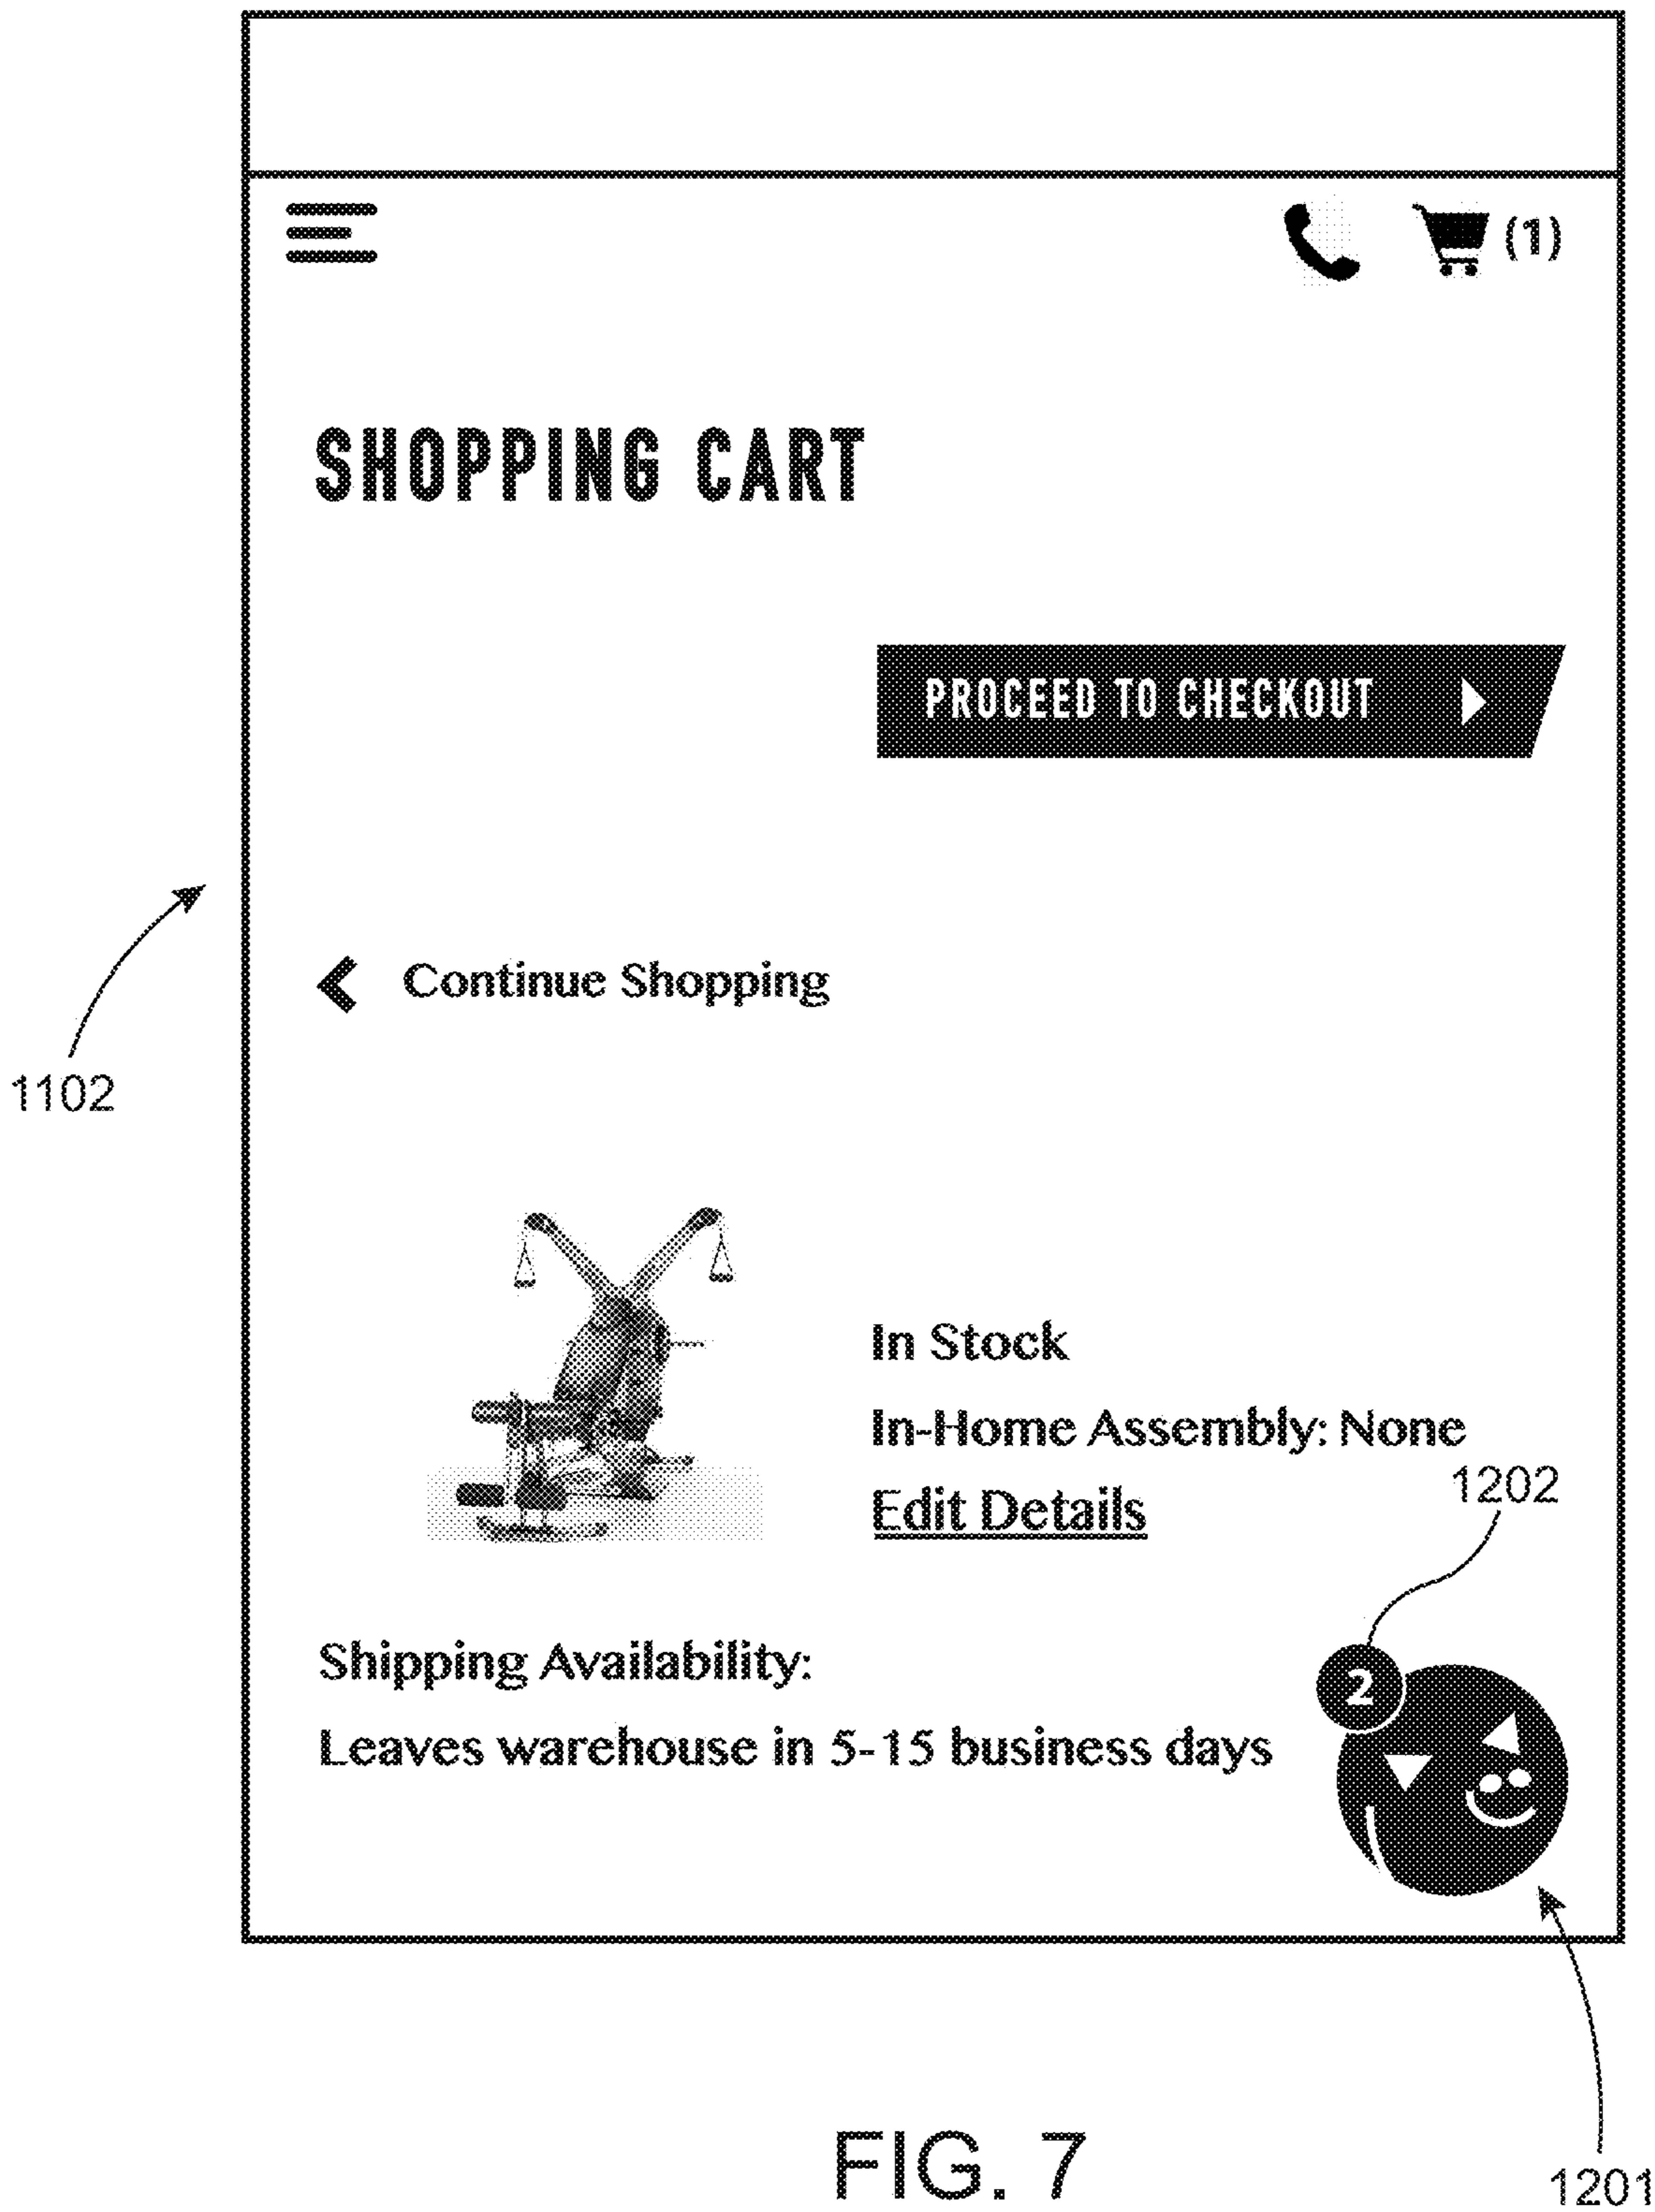 (1)
SHOPPING CART
PROCEED TO CHECKOUT
Continue Shopping
1102
In Stock
In-Home Assembly: None
Edit Details
1202
2
Shipping Availability:
Leaves warehouse in 5-15 business days
FIG. 7
1201